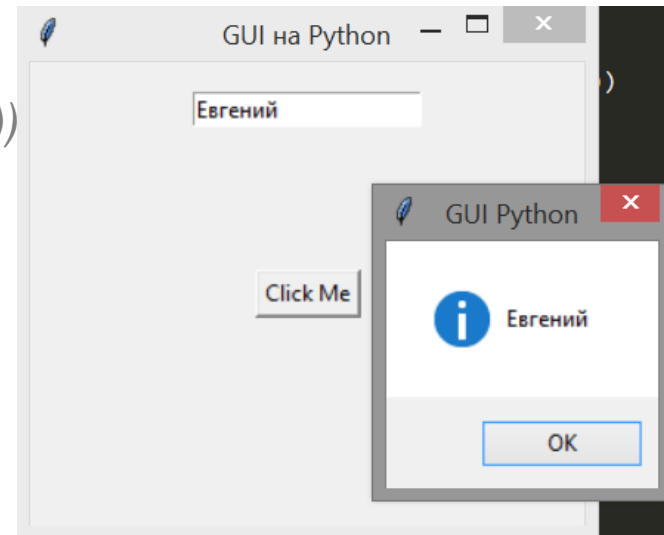 GUI на Python
)
)
Евгений
GUI Python
Click Me
Евгений
OK